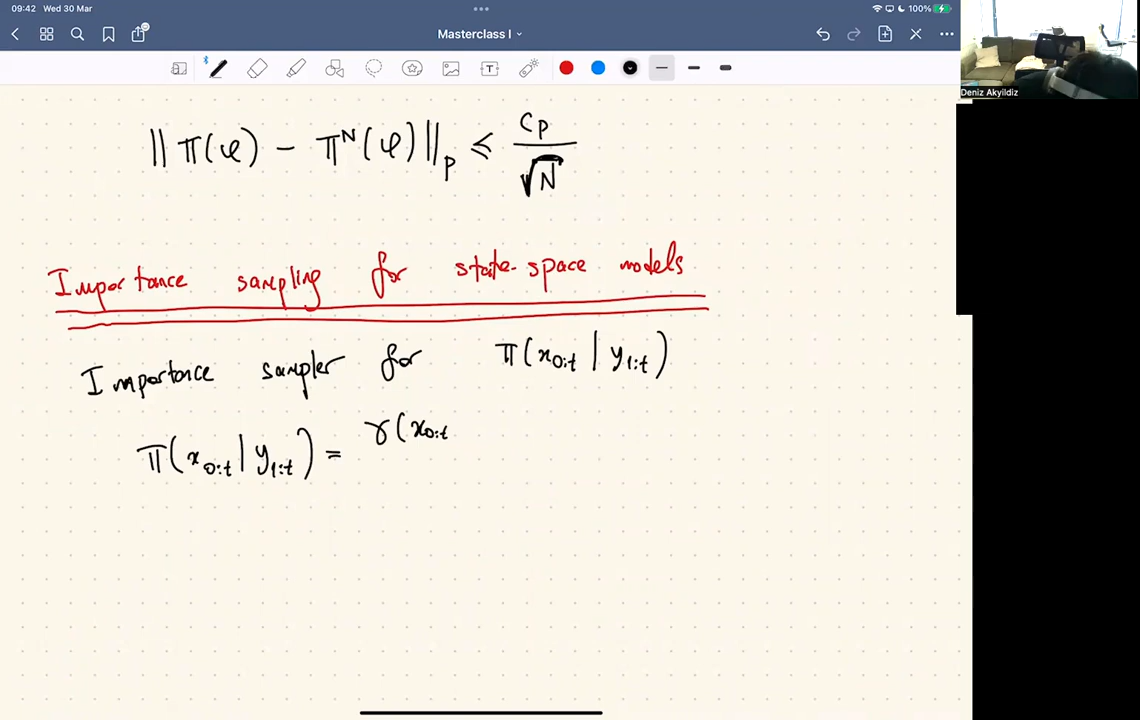 09:42 Wed 30 Mar
100%
Masterclass I
Deniz Akyildiz
‖π(φ) − π^N(φ)‖_p ≤ c_p / √N
Importance sampling for state-space models
Importance sampler for π(x_{0:t} | y_{1:t})
π(x_{0:t} | y_{1:t}) = γ(x_{0:t}